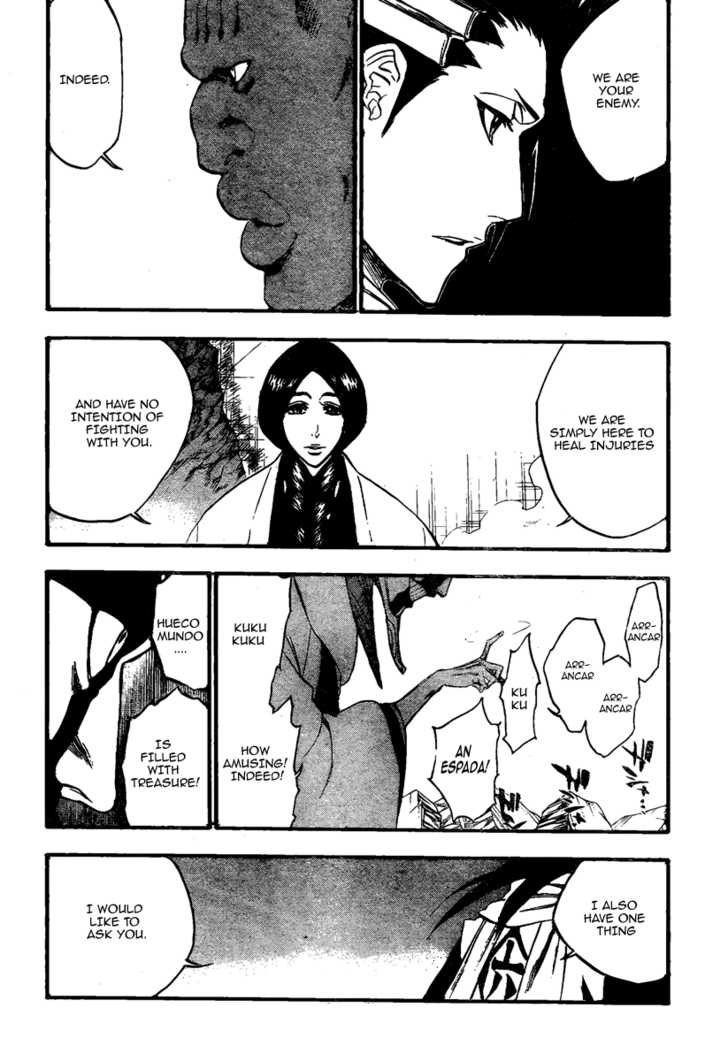 WE ARE
YOUR
ENEMY.
INDEED.
WE ARE
SIMPLY HERE TO
HEAL INJURIES
AND HAVE NO
INTENTION OF
FIGHTING
WITH YOU.
ARR-
ANCAR
ARR-
ANCAR
ARR-
ANCAR
KU
KU
AN
ESPADA!
KUKU
KUKU
HOW
AMUSING!
INDEED!
HUECO
MUNDO
....
IS
FILLED
WITH
TREASURE!
I ALSO
HAVE ONE
THING
I WOULD
LIKE TO
ASK YOU.